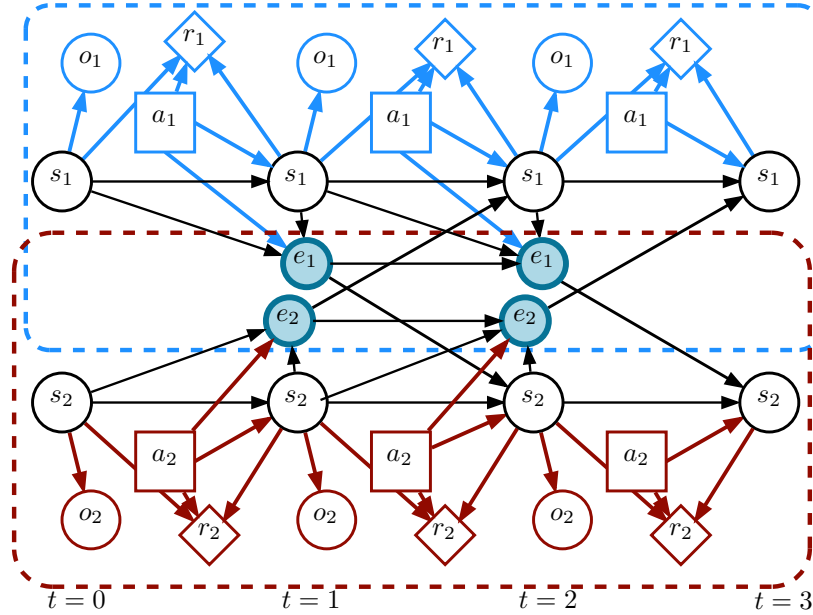 r₁ r₁ r₁
o₁ o₁ o₁
a₁ a₁ a₁
s₁ s₁ s₁ s₁
e₁ e₁
e₂ e₂
s₂ s₂ s₂ s₂
a₂ a₂ a₂
o₂ r₂ o₂ r₂ o₂ r₂
t = 0 t = 1 t = 2 t = 3